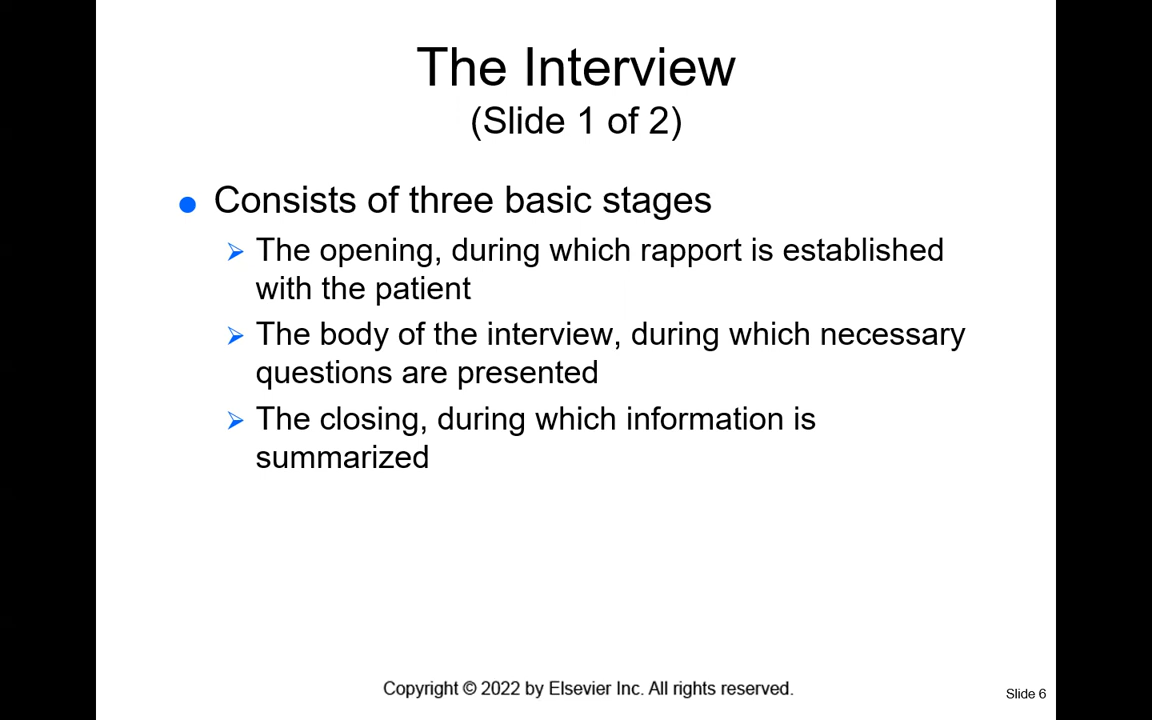 The Interview
(Slide 1 of 2)
Consists of three basic stages
The opening, during which rapport is established
with the patient
The body of the interview, during which necessary
questions are presented
The closing, during which information is
summarized
Copyright © 2022 by Elsevier Inc. All rights reserved.
Slide 6